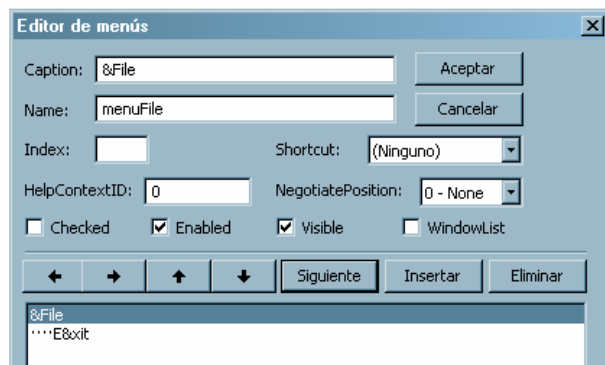 Editor de menús
Caption: &File Aceptar
Name: menuFile Cancelar
Index: Shortcut: (Ninguno)
HelpContextID: 0 NegotiatePosition: 0 - None
Checked Enabled Visible WindowList
Siguiente Insertar Eliminar
&File
····E&xit